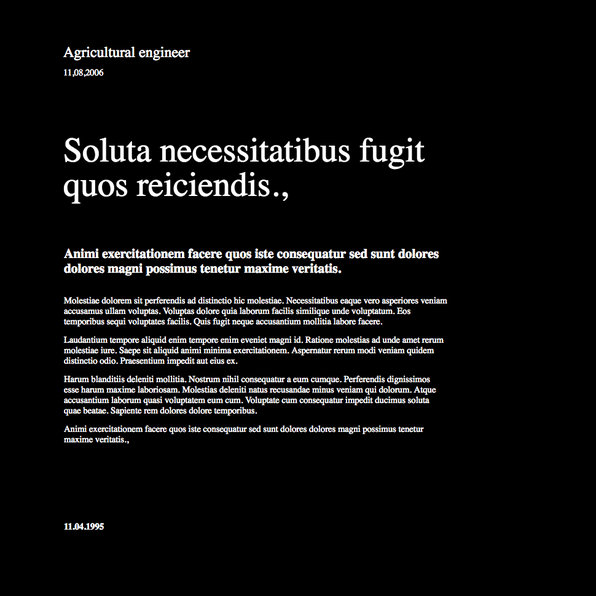 Agricultural engineer
11,08,2006
Soluta necessitatibus fugit
quos reiciendis.,
Animi exercitationem facere quos iste consequatur sed sunt dolores
dolores magni possimus tenetur maxime veritatis.
Molestiae dolorem sit perferendis ad distinctio hic molestiae. Necessitatibus eaque vero asperiores veniam
accusamus ullam voluptas. Voluptas dolore quia laborum facilis similique unde voluptatum. Eos
temporibus sequi voluptates facilis. Quis fugit neque accusantium mollitia labore facere.
Laudantium tempore aliquid enim tempore enim eveniet magni id. Ratione molestias ad unde amet rerum
molestiae iure. Saepe sit aliquid animi minima exercitationem. Aspernatur rerum modi veniam quidem
distinctio odio. Praesentium impedit aut eius ex.
Harum blanditiis deleniti mollitia. Nostrum nihil consequatur a eum cumque. Perferendis dignissimos
esse harum maxime laboriosam. Molestias deleniti natus recusandae minus veniam qui dolorum. Atque
accusantium laborum quasi voluptatem eum cum. Voluptate cum consequatur impedit ducimus soluta
quae beatae. Sapiente rem dolores dolore temporibus.
Animi exercitationem facere quos iste consequatur sed sunt dolores dolores magni possimus tenetur
maxime veritatis.,
11.04.1995